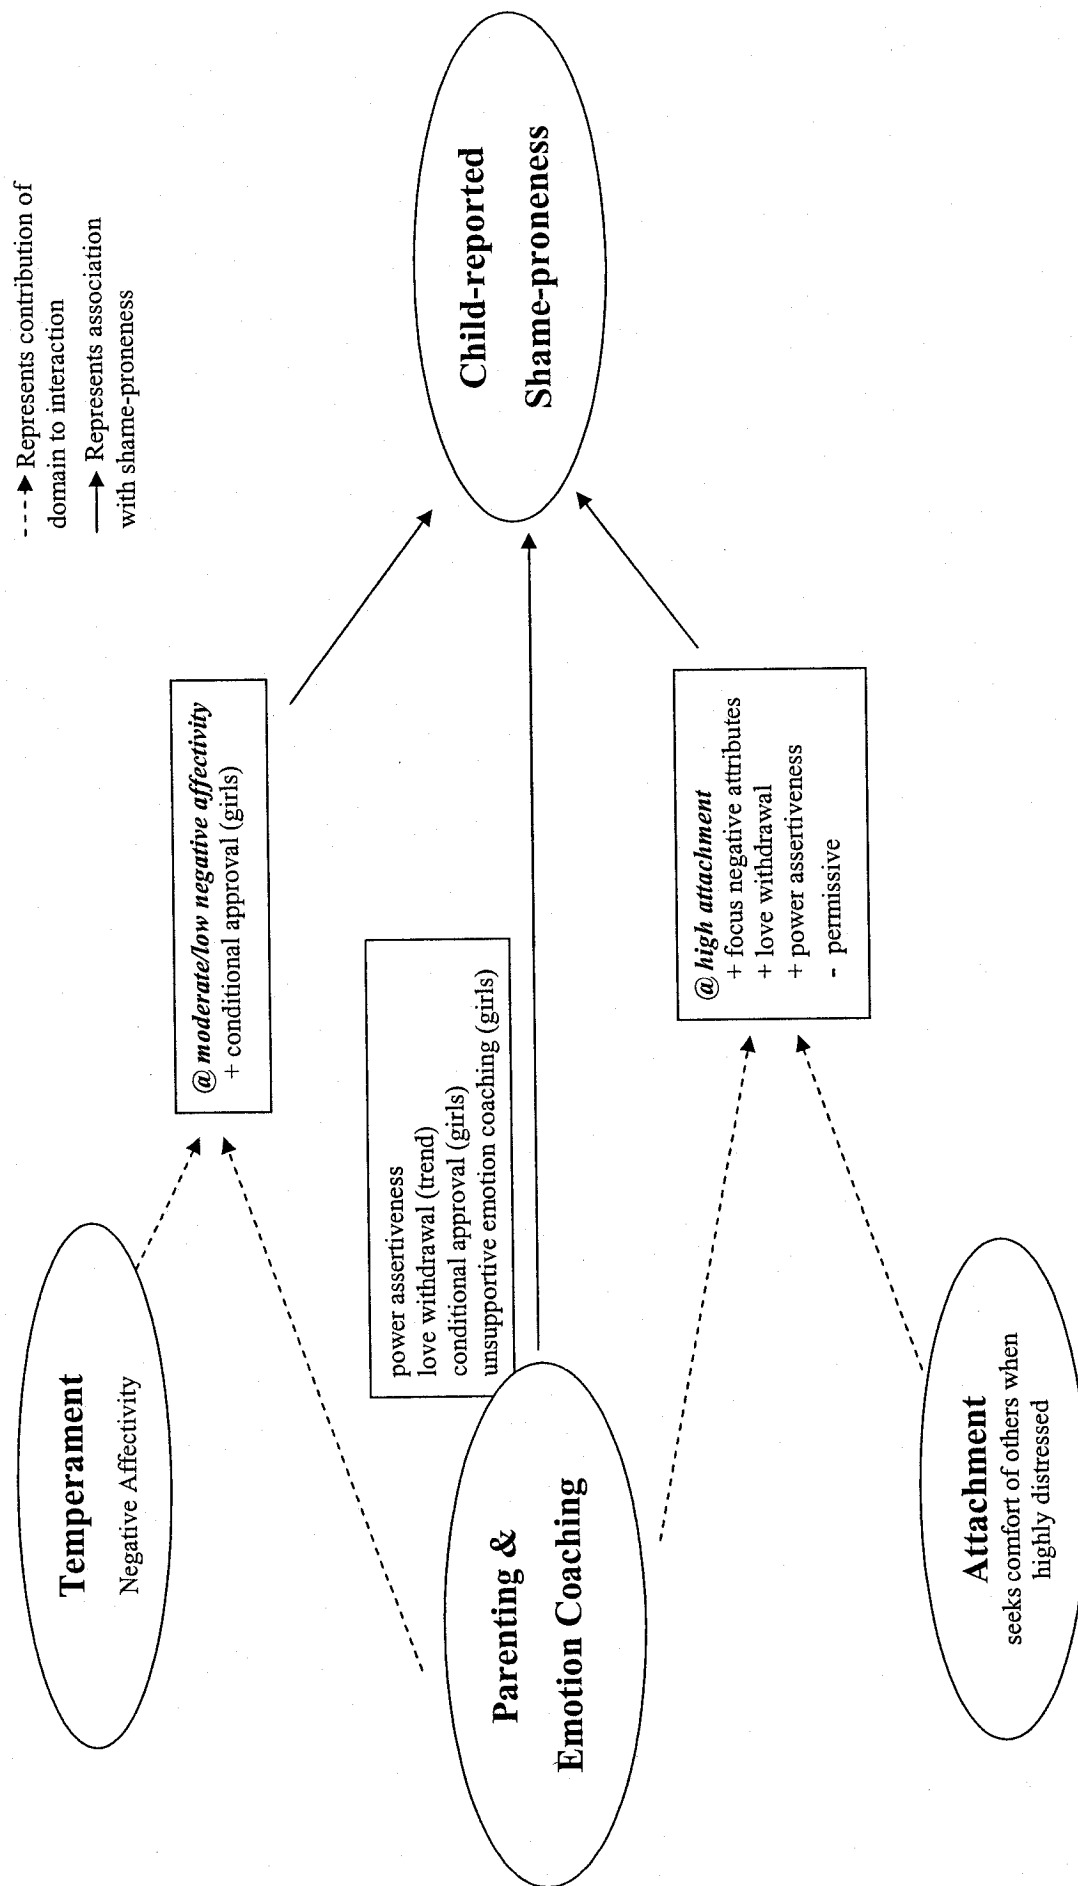 ----▶ Represents contribution of
domain to interaction
——▶ Represents association
with shame-proneness
Temperament
Negative Affectivity
@ moderate/low negative affectivity
+ conditional approval (girls)
Parenting &
Emotion Coaching
power assertiveness
love withdrawal (trend)
conditional approval (girls)
unsupportive emotion coaching (girls)
Child-reported
Shame-proneness
@ high attachment
+ focus negative attributes
+ love withdrawal
+ power assertiveness
- permissive
Attachment
seeks comfort of others when
highly distressed